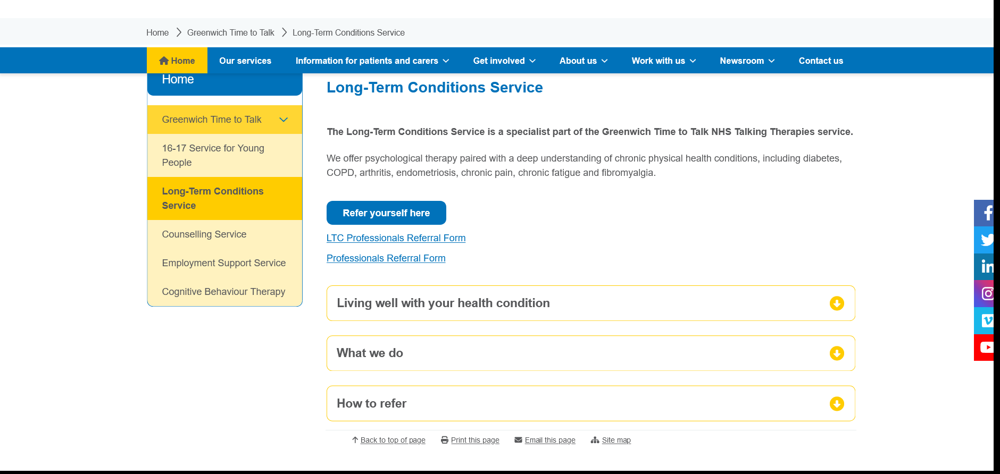 Home Greenwich Time to Talk Long-Term Conditions Service
Home Our services Information for patients and carers Get involved About us Work with us Newsroom Contact us
Home
Greenwich Time to Talk
16-17 Service for Young
People
Long-Term Conditions
Service
Counselling Service
Employment Support Service
Cognitive Behaviour Therapy
Long-Term Conditions Service
The Long-Term Conditions Service is a specialist part of the Greenwich Time to Talk NHS Talking Therapies service.
We offer psychological therapy paired with a deep understanding of chronic physical health conditions, including diabetes,
COPD, arthritis, endometriosis, chronic pain, chronic fatigue and fibromyalgia.
Refer yourself here
LTC Professionals Referral Form
Professionals Referral Form
Living well with your health condition
What we do
How to refer
Back to top of page Print this page Email this page Site map